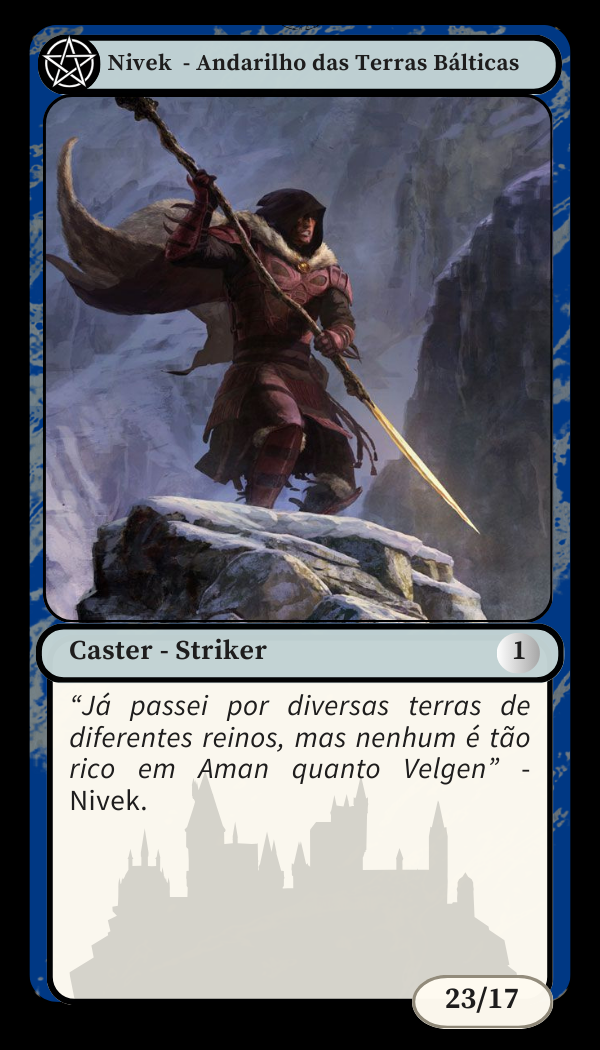 Nivek - Andarilho das Terras Bálticas
Caster - Striker
1
“Já passei por diversas terras de
diferentes reinos, mas nenhum é tão
rico em Aman quanto Velgen” -
Nivek.
23/17